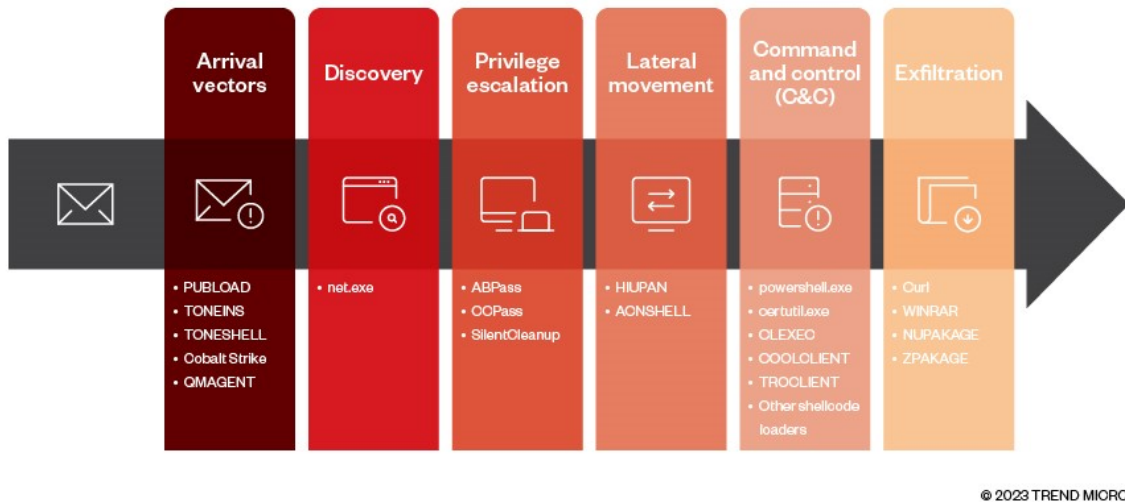 Arrival
vectors
• PUBLOAD
• TONEINS
• TONESHELL
• Cobalt Strike
• QMAGENT
Discovery
• net.exe
Privilege
escalation
• ABPass
• CCPass
• SilentCleanup
Lateral
movement
• HIUPAN
• ACNSHELL
Command
and control
(C&C)
• powershell.exe
• certutil.exe
• CLEXEC
• COOLCLIENT
• TROCLIENT
• Other shellcode
loaders
Exfiltration
• Curl
• WINRAR
• NUPAKAGE
• ZPAKAGE
© 2023 TREND MICRO